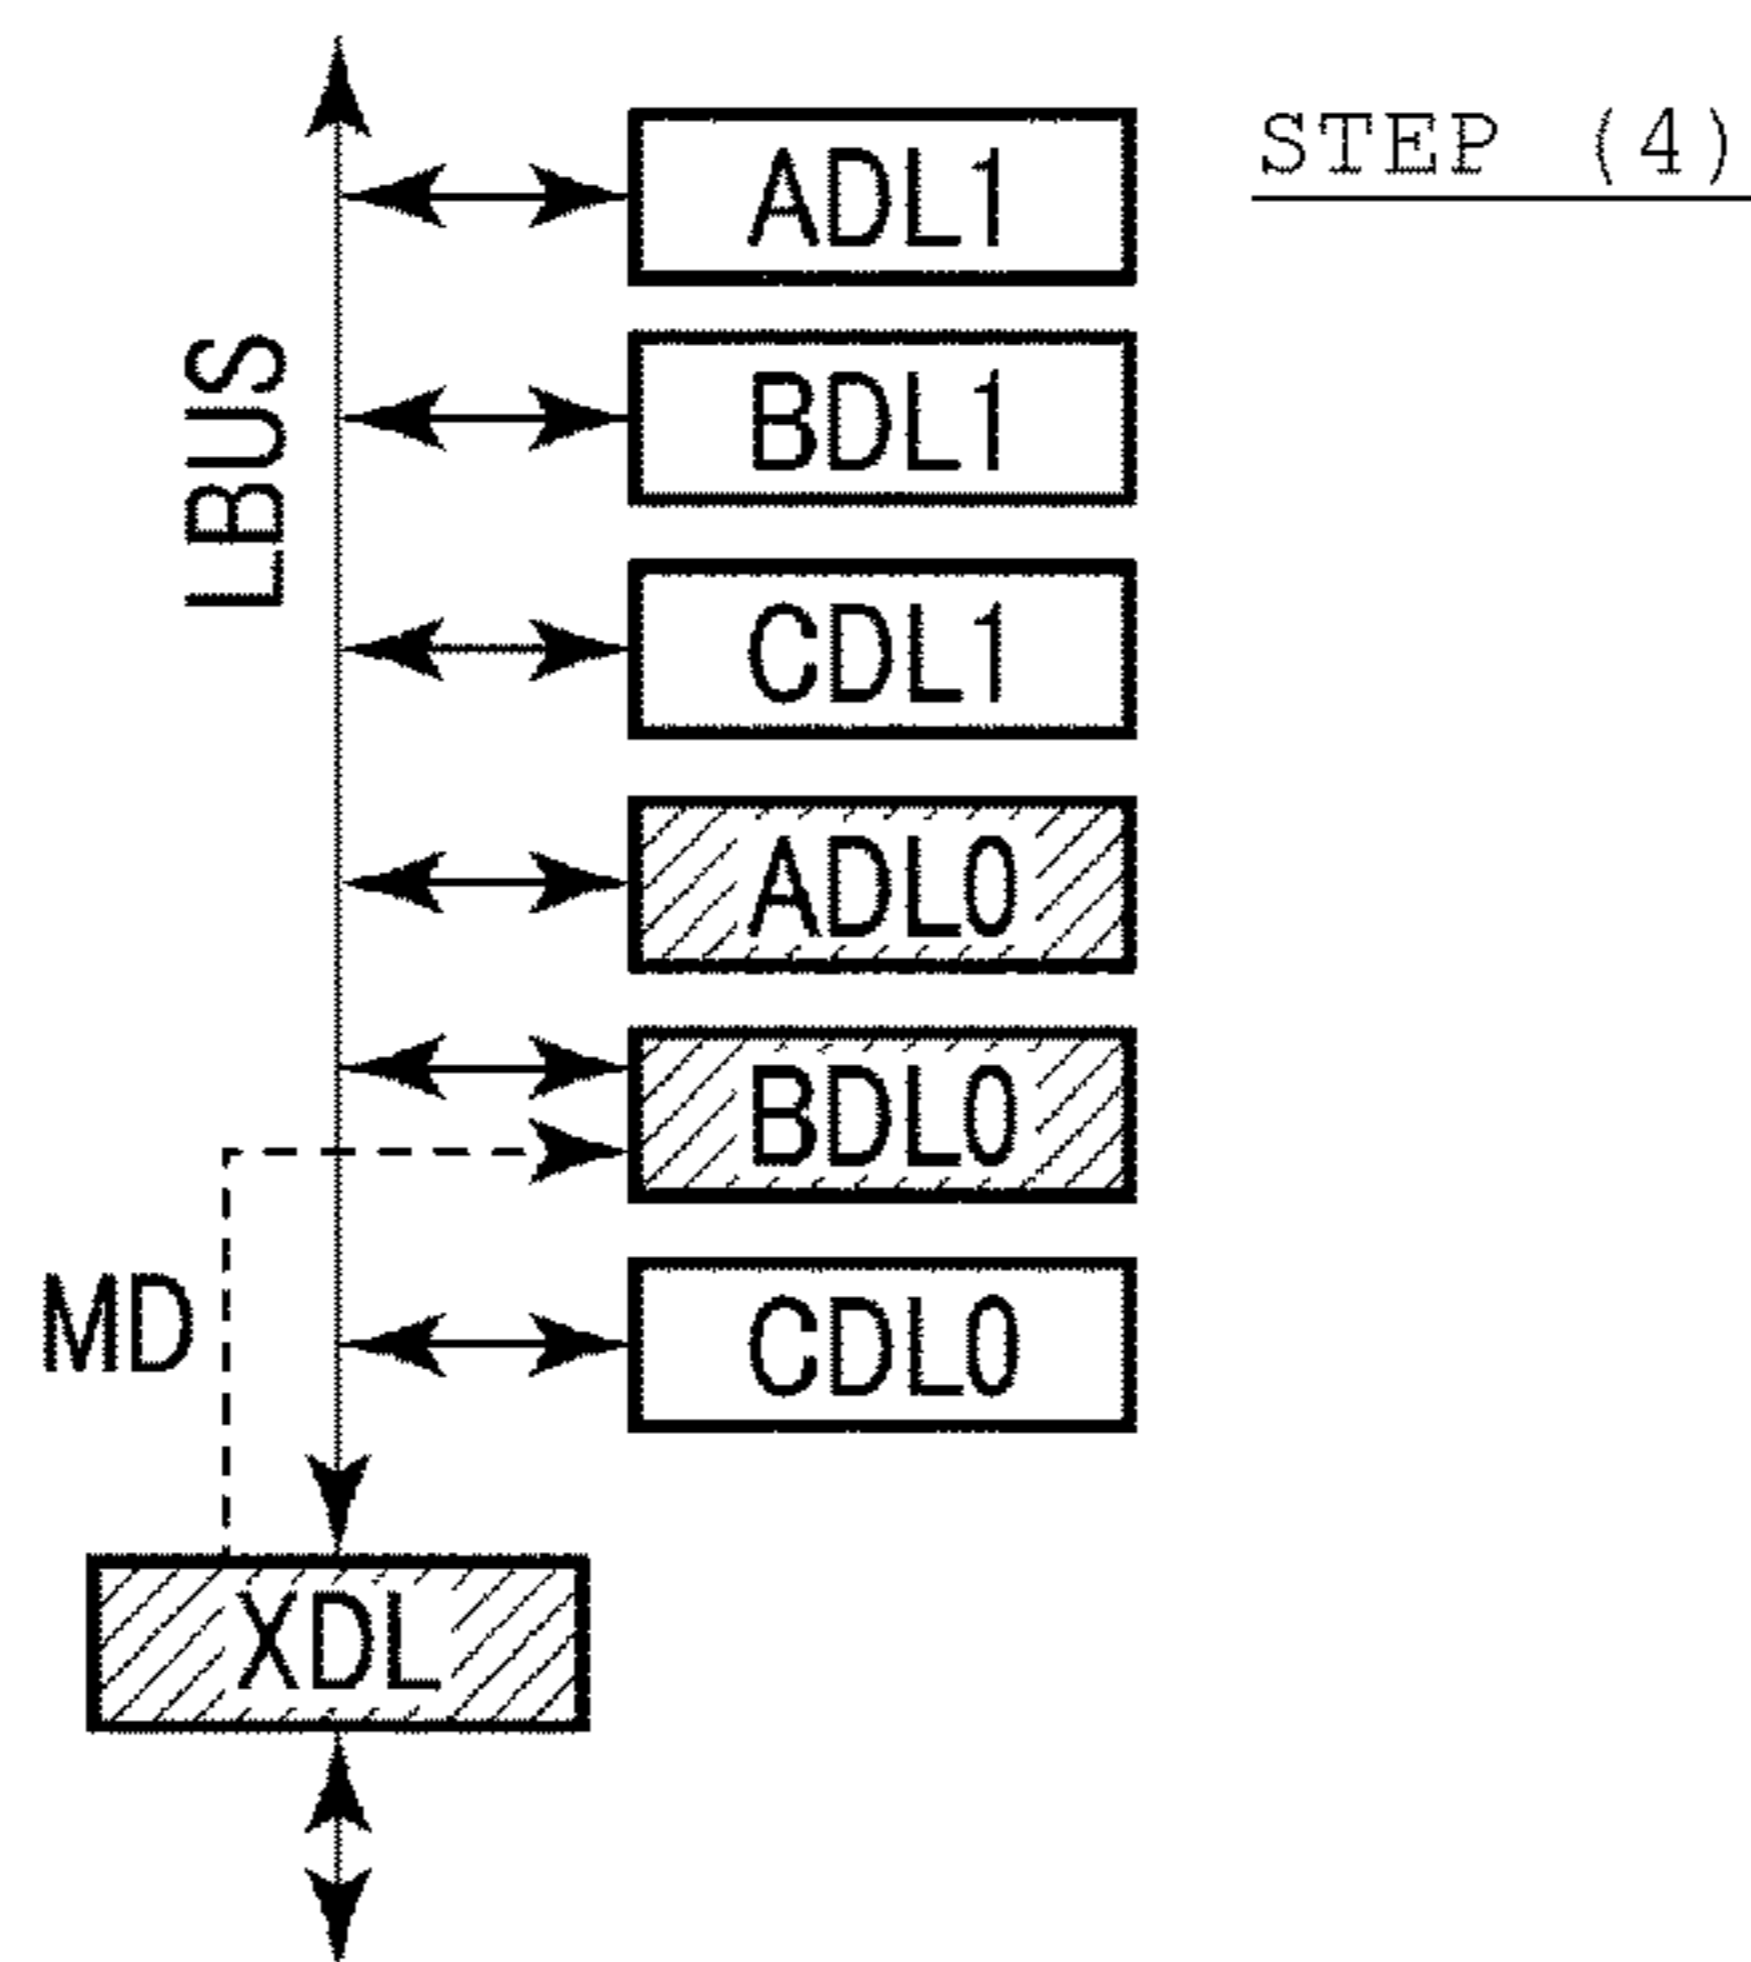 STEP (4)
ADL1
LBUS
BDL1
CDL1
ADL0
BDL0
MD
CDL0
XDL